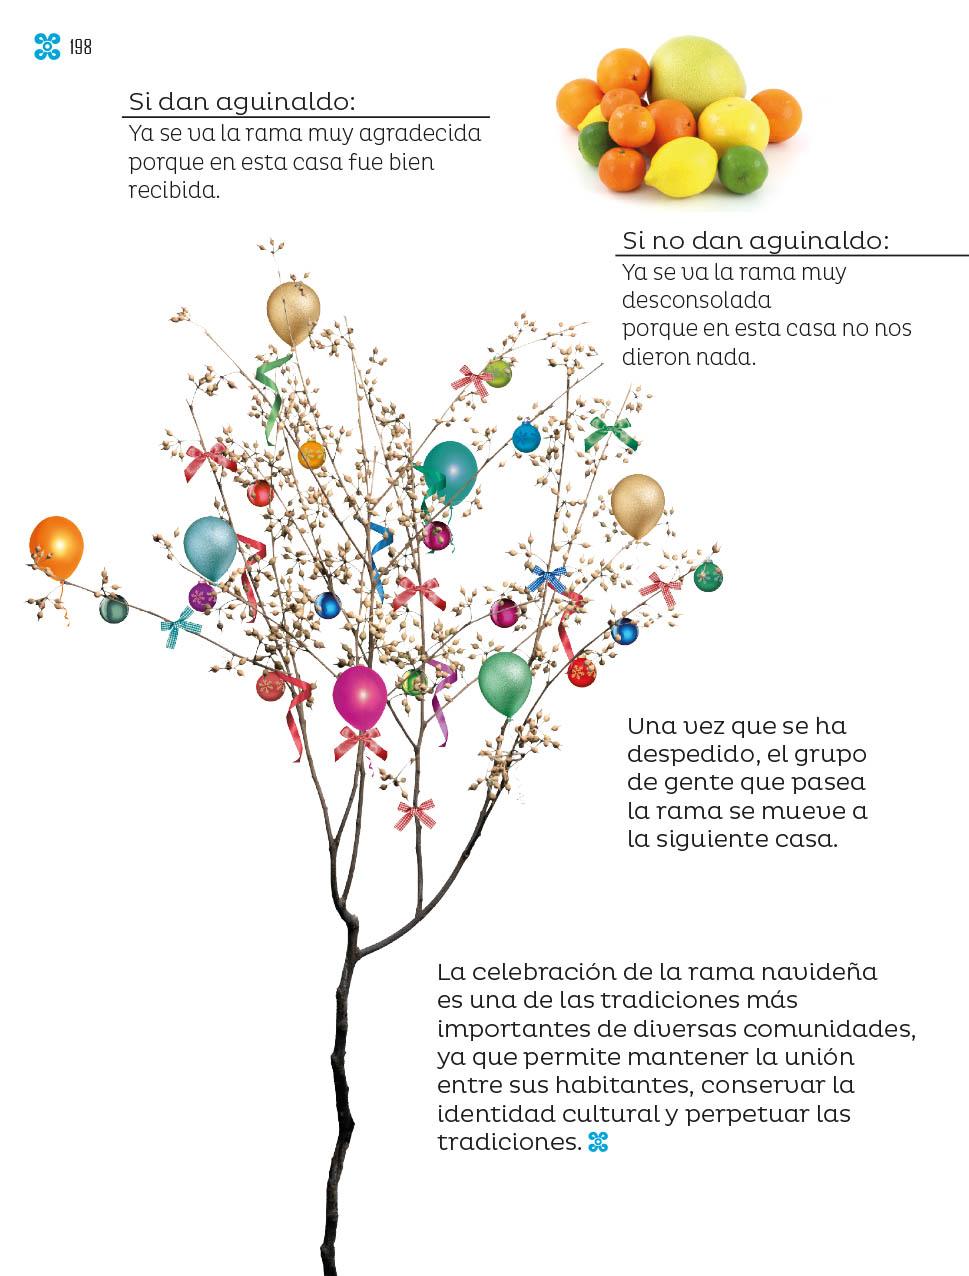 198
Si dan aguinaldo:
Ya se va la rama muy agradecida
porque en esta casa fue bien
recibida.
Si no dan aguinaldo:
Ya se va la rama muy
desconsolada
porque en esta casa no nos
dieron nada.
Una vez que se ha
despedido, el grupo
de gente que pasea
la rama se mueve a
la siguiente casa.
La celebración de la rama navideña
es una de las tradiciones más
importantes de diversas comunidades,
ya que permite mantener la unión
entre sus habitantes, conservar la
identidad cultural y perpetuar las
tradiciones.